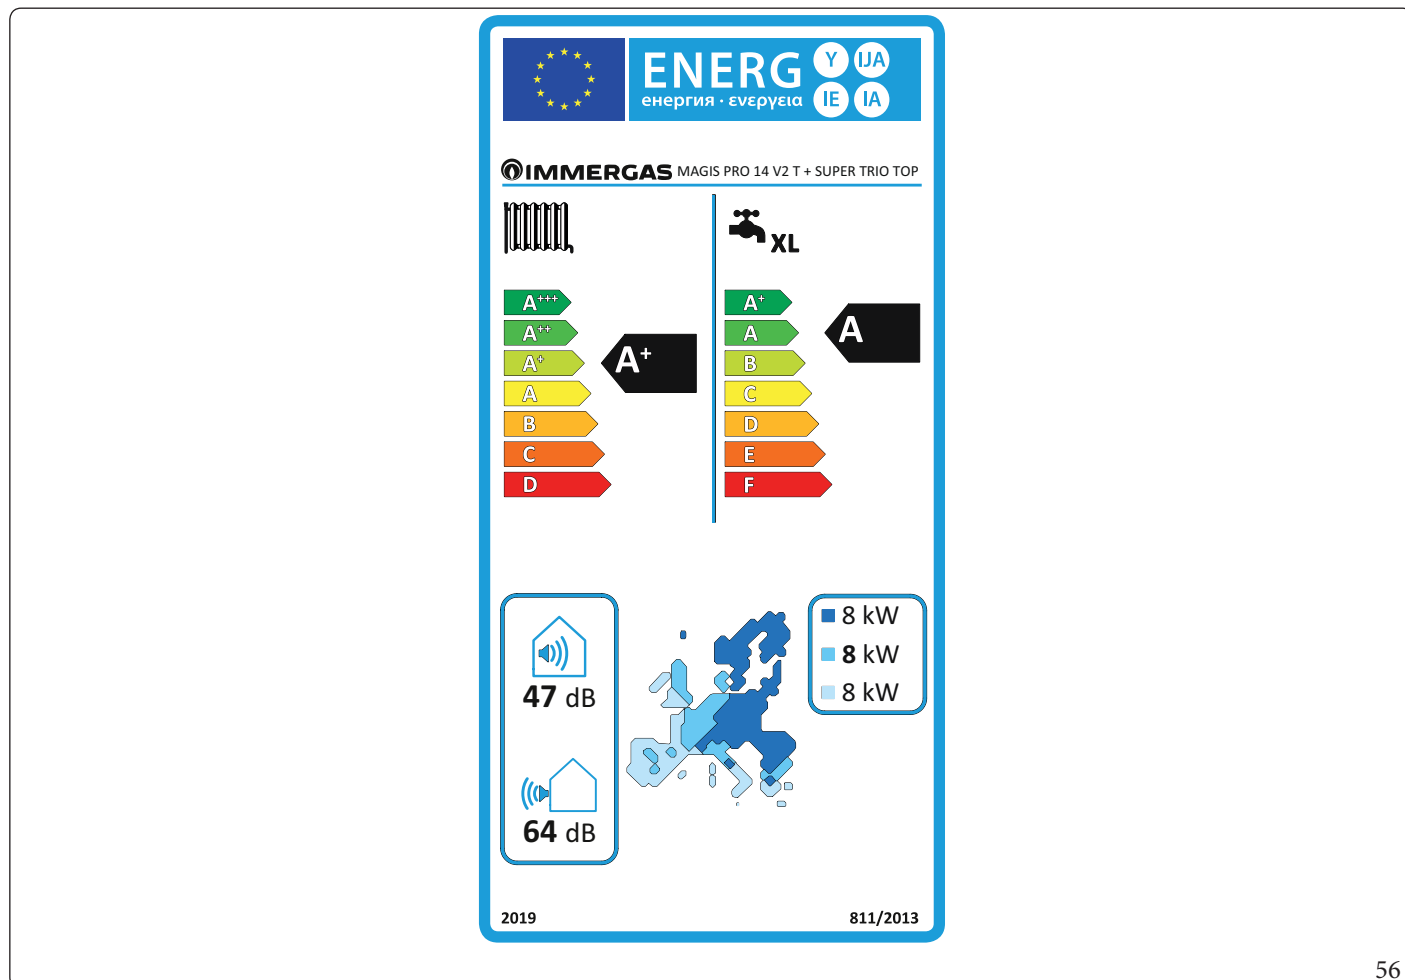 ENERG Y IJA
енергия · ενεργεια IE IA
IMMERGAS MAGIS PRO 14 V2 T + SUPER TRIO TOP
XL
A+++
A++
A+
A
B
C
D
A+
A+
A
B
C
D
E
F
A
47 dB
64 dB
8 kW
8 kW
8 kW
2019
811/2013
56